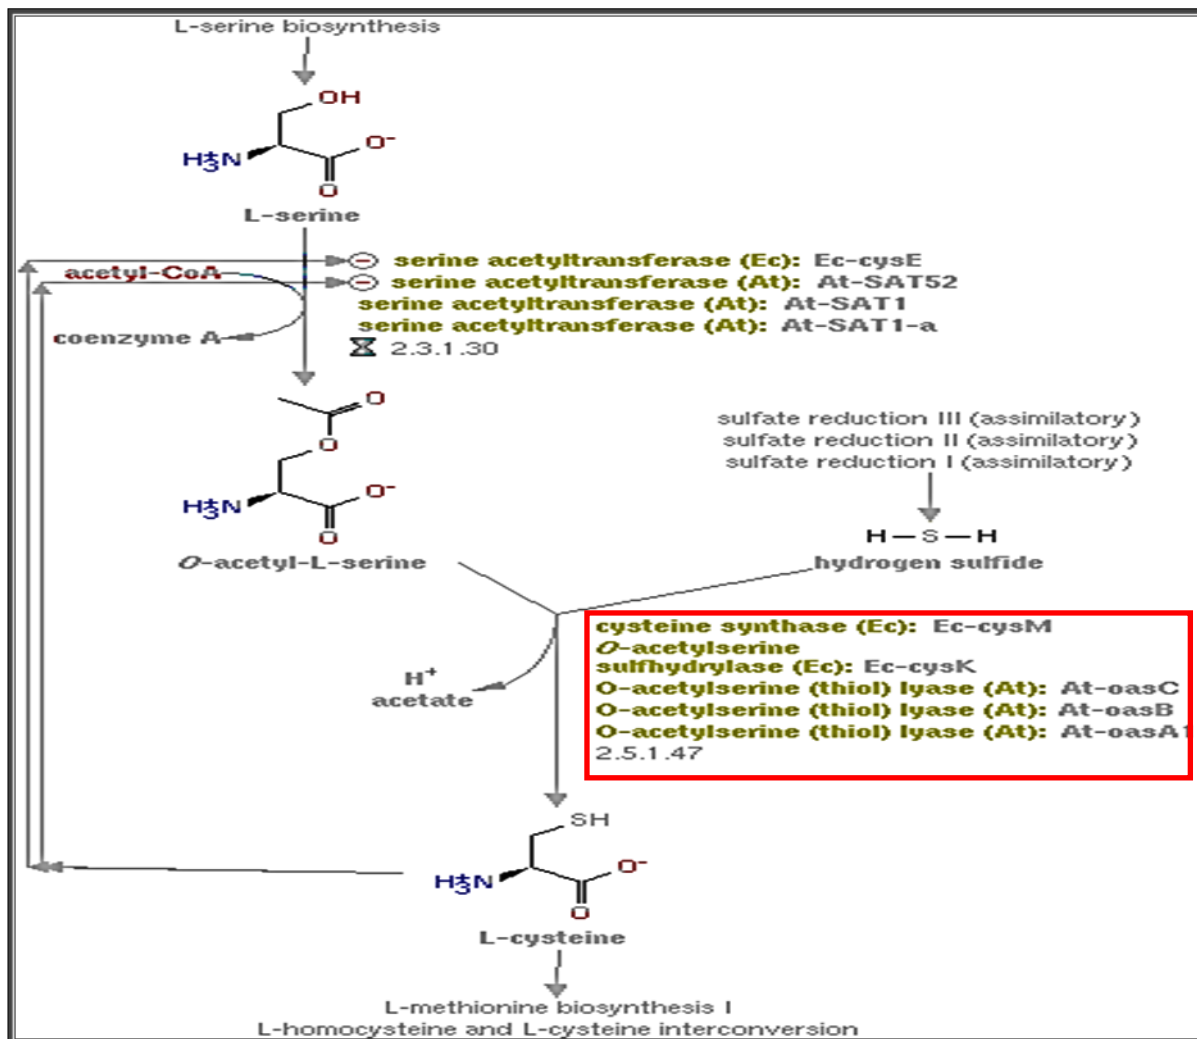 L-serine biosynthesis
OH
O-
H3+N
O
L-serine
acetyl-CoA
coenzyme A
− serine acetyltransferase (Ec): Ec-cysE
− serine acetyltransferase (At): At-SAT52
serine acetyltransferase (At): At-SAT1
serine acetyltransferase (At): At-SAT1-a
2.3.1.30
O
O
O-
H3+N
O
O-acetyl-L-serine
sulfate reduction III (assimilatory)
sulfate reduction II (assimilatory)
sulfate reduction I (assimilatory)
H–S–H
hydrogen sulfide
H+
acetate
cysteine synthase (Ec): Ec-cysM
O-acetylserine
sulfhydrylase (Ec): Ec-cysK
O-acetylserine (thiol) lyase (At): At-oasC
O-acetylserine (thiol) lyase (At): At-oasB
O-acetylserine (thiol) lyase (At): At-oasA1
2.5.1.47
SH
O-
H3+N
O
L-cysteine
L-methionine biosynthesis I
L-homocysteine and L-cysteine interconversion